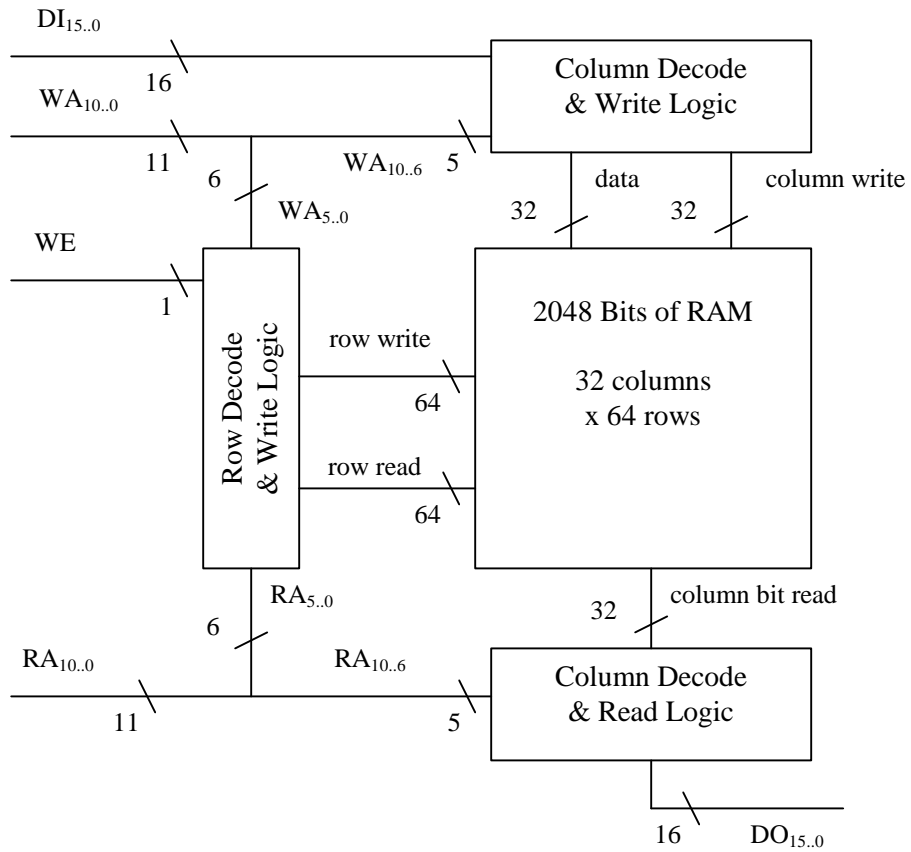 DI15..0
16
Column Decode
& Write Logic
WA10..0
11
WA10..6
5
6
WA5..0
data
column write
32
32
WE
1
Row Decode
& Write Logic
row write
64
row read
64
2048 Bits of RAM
32 columns
x 64 rows
RA5..0
6
32
column bit read
RA10..0
11
RA10..6
5
Column Decode
& Read Logic
16
DO15..0